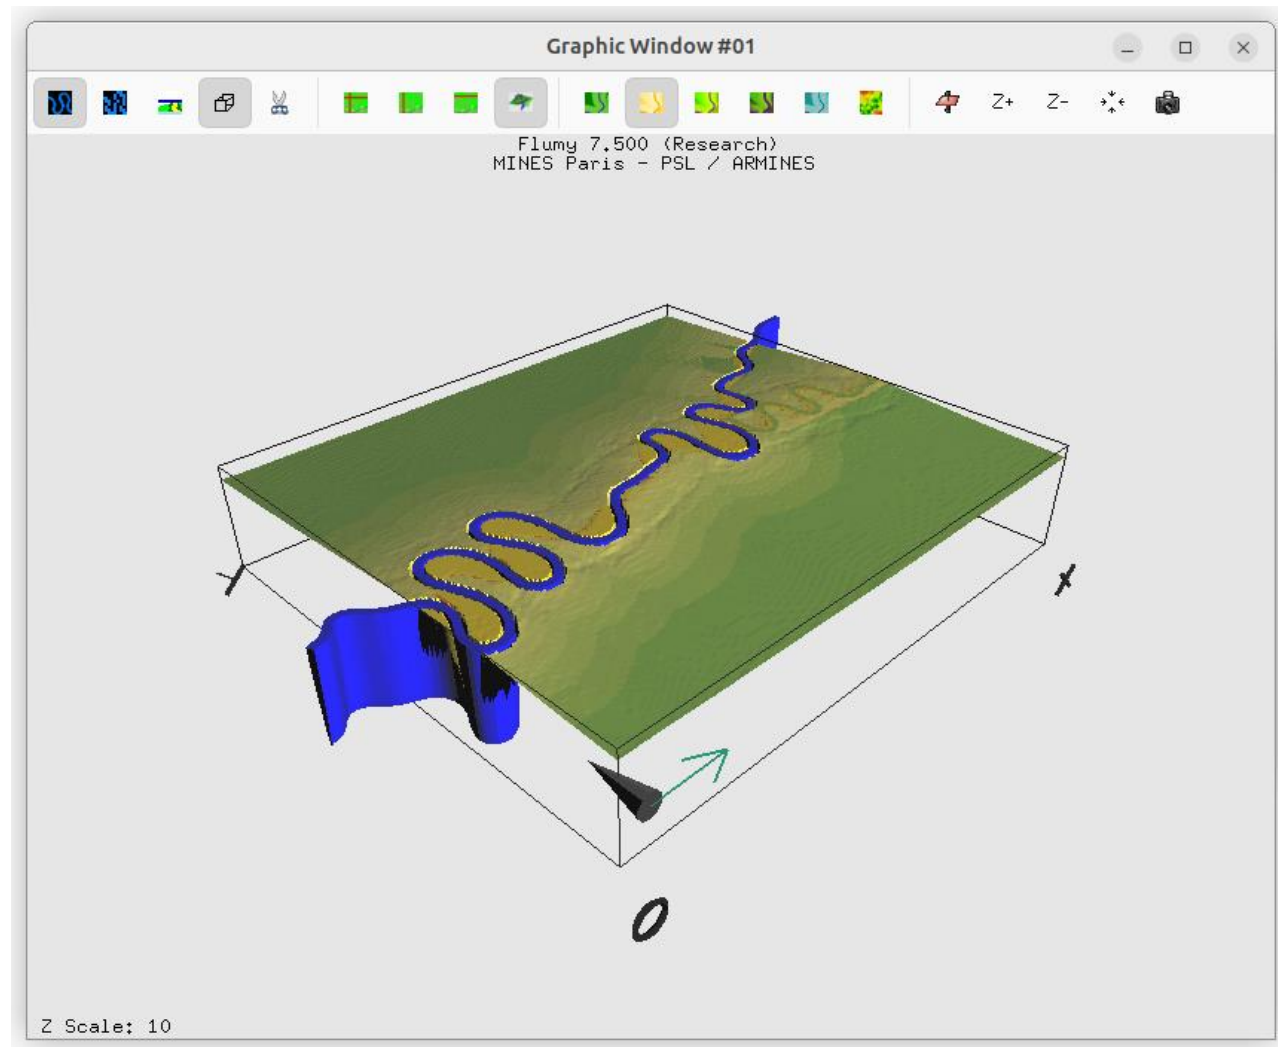 Graphic Window #01
Z+ Z-
Flumy 7.500 (Research)
MINES Paris - PSL / ARMINES
Y
X
O
Z Scale: 10